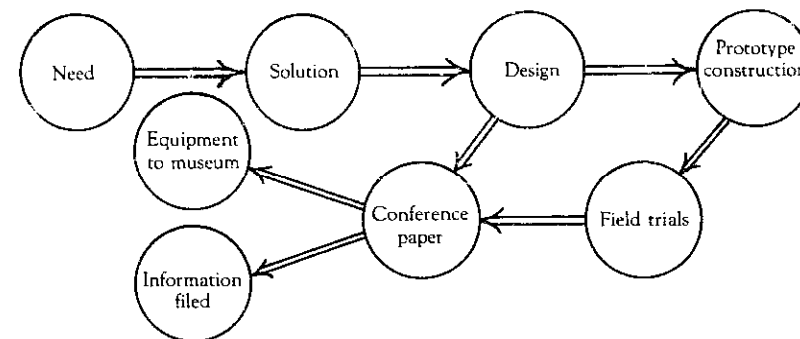 Need
Solution
Design
Prototype
construction
Equipment
to museum
Conference
paper
Field trials
Information
filed